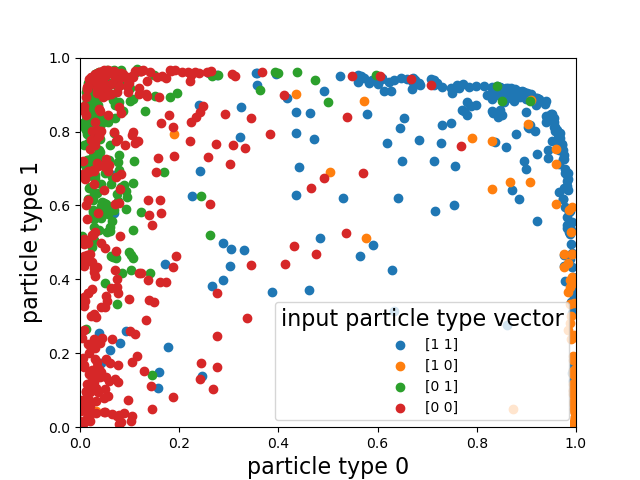 1.0
0.8
0.6
0.4
0.2
0.0
particle type 1
0.0 0.2 0.4 0.6 0.8 1.0
particle type 0
input particle type vector
[1 1]
[1 0]
[0 1]
[0 0]